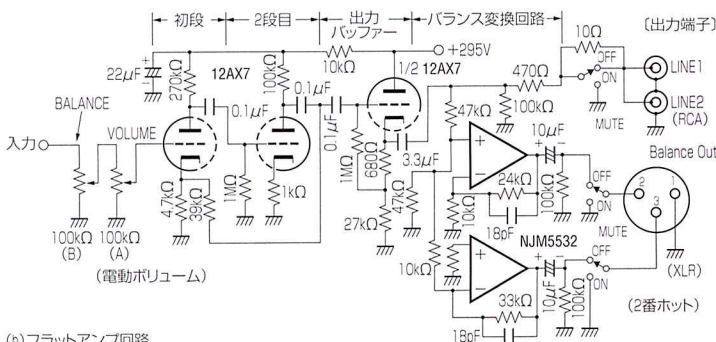 初段
2段目
出力
バッファー
バランス変換回路
〔出力端子〕
10Ω
+295V
12AX7
10kΩ
1/2 12AX7
22μF
270kΩ
100kΩ
0.1μF
0.1μF
0.1μF
470Ω
OFF
ON
MUTE
LINE1
LINE2
(RCA)
BALANCE
入力
VOLUME
47kΩ
100kΩ
10μF
Balance Out
1MΩ
1kΩ
1MΩ
680Ω
3.3μF
4.7kΩ
39kΩ
27kΩ
47kΩ
10kΩ
24kΩ
18pF
100kΩ
OFF
ON
MUTE
2
1
3
100kΩ
(B)
100kΩ
(A)
(電動ボリューム)
NJM5532
10kΩ
33kΩ
18pF
10μF
100kΩ
OFF
ON
(XLR)
(2番ホット)
(b)フラットアンプ回路